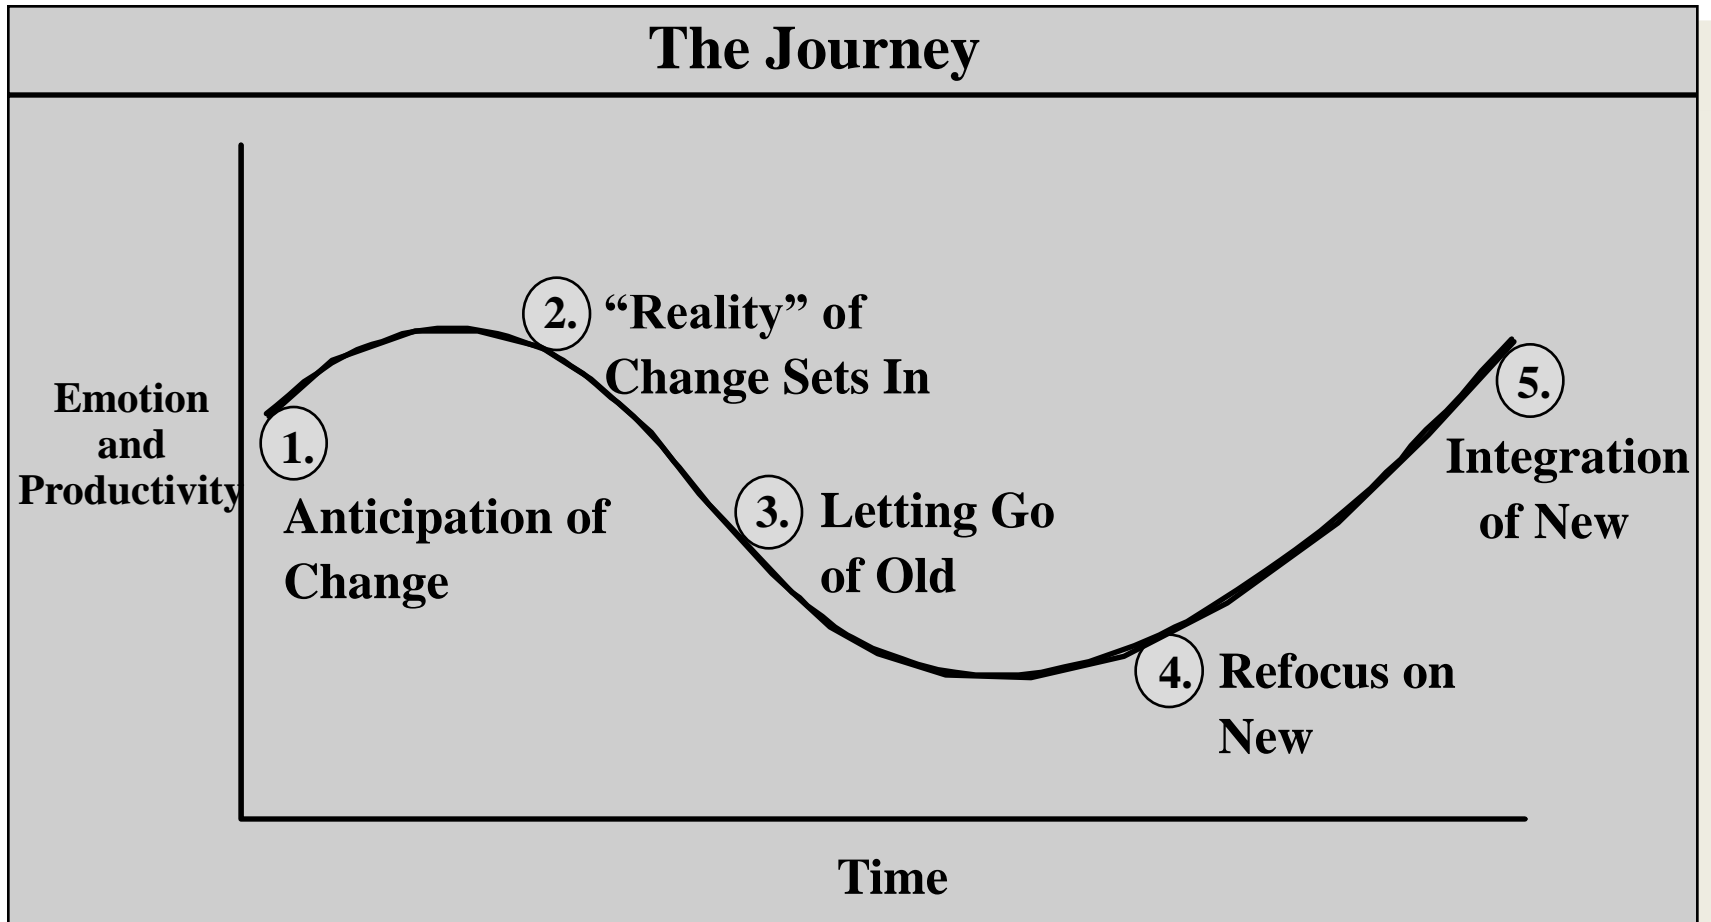 The Journey
Emotion
and
Productivity
1.
Anticipation of
Change
2.
“Reality” of
Change Sets In
3.
Letting Go
of Old
4.
Refocus on
New
5.
Integration
of New
Time